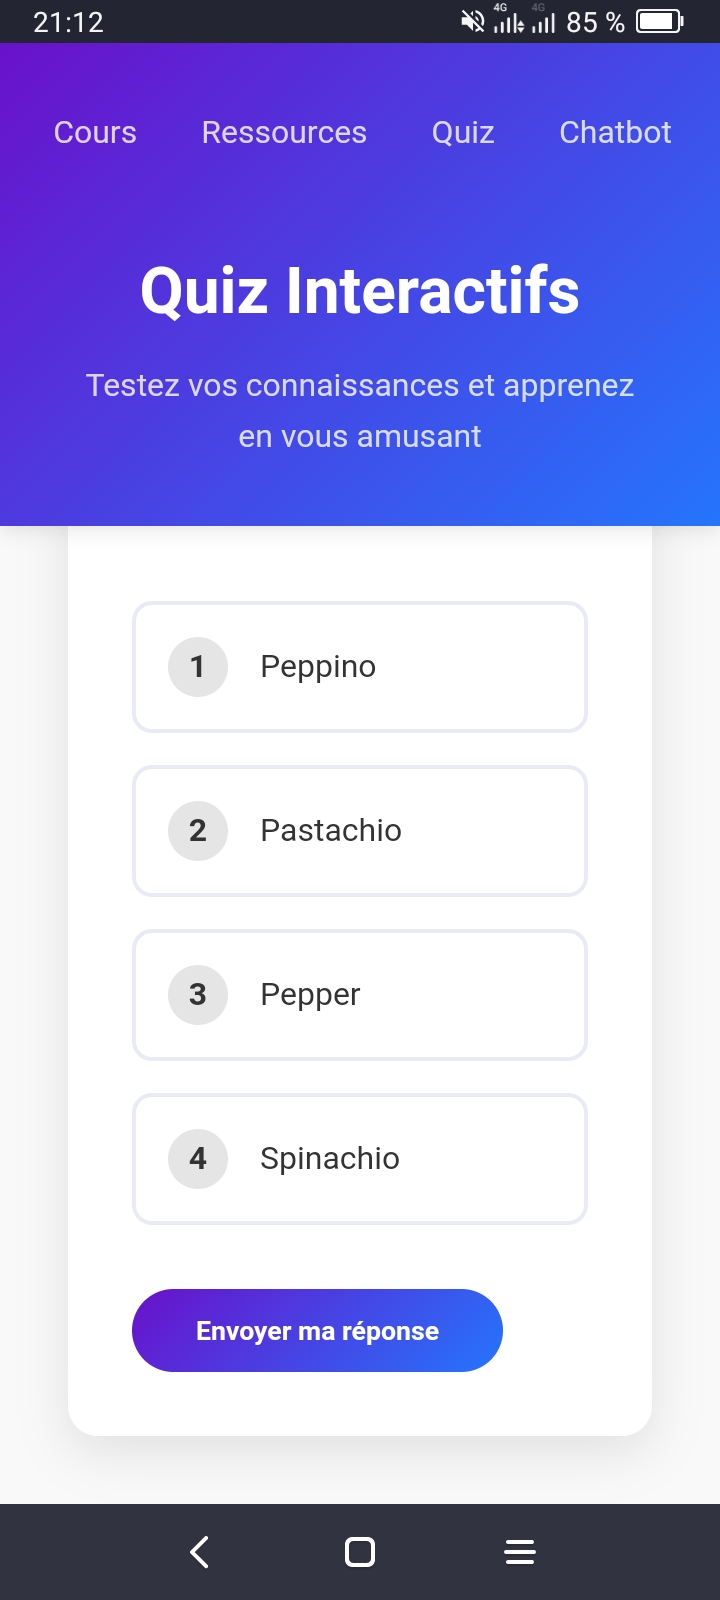 21:12 4G 4G 85 %
Cours Ressources Quiz Chatbot
Quiz Interactifs
Testez vos connaissances et apprenez
en vous amusant
1 Peppino
2 Pastachio
3 Pepper
4 Spinachio
Envoyer ma réponse